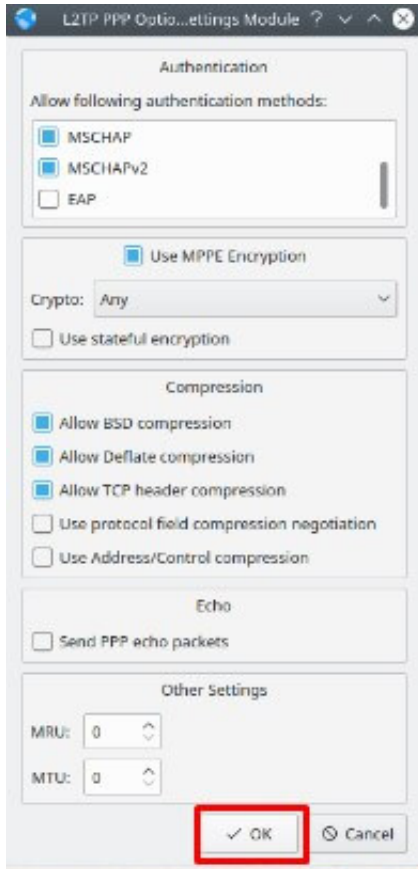 L2TP PPP Optio...ettings Module
Authentication
Allow following authentication methods:
MSCHAP
MSCHAPv2
EAP
Use MPPE Encryption
Crypto: Any
Use stateful encryption
Compression
Allow BSD compression
Allow Deflate compression
Allow TCP header compression
Use protocol field compression negotiation
Use Address/Control compression
Echo
Send PPP echo packets
Other Settings
MRU: 0
MTU: 0
OK Cancel